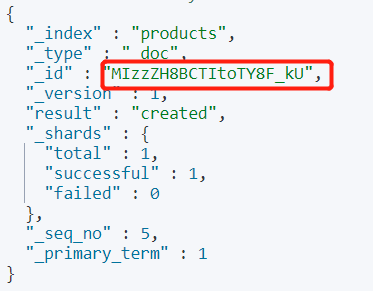 {
"_index" : "products",
"_type" : "_doc",
"_id" : "MIzzZH8BCTItoTY8F_kU",
"_version" : 1,
"result" : "created",
"_shards" : {
"total" : 1,
"successful" : 1,
"failed" : 0
},
"_seq_no" : 5,
"_primary_term" : 1
}